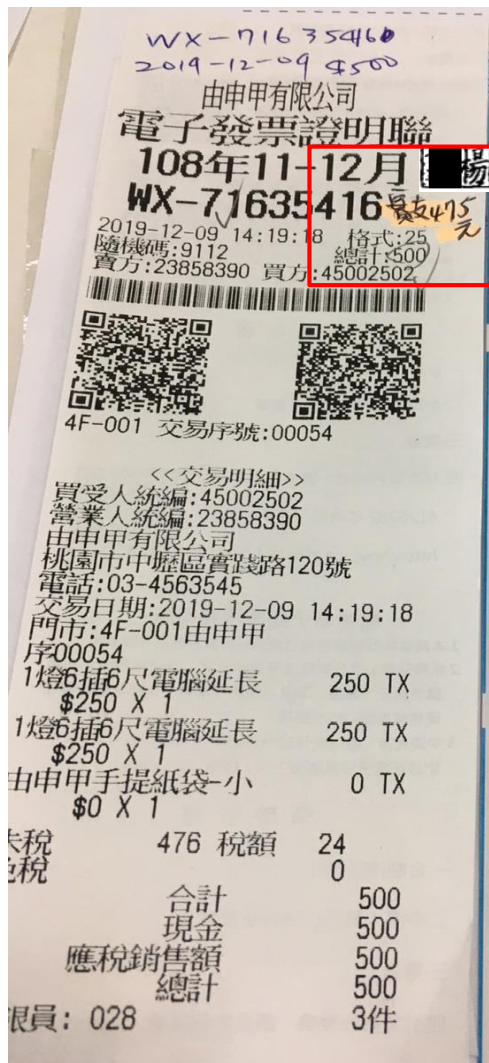 WX-71635416
2019-12-09 $500
由申甲有限公司
電子發票證明聯
108年11-12月
楊
WX-71635416
實支475元
2019-12-09 14:19:18 格式:25
隨機碼:9112 總計:500
賣方:23858390 買方:45002502
4F-001 交易序號:00054
<<交易明細>>
買受人統編:45002502
營業人統編:23858390
由申甲有限公司
桃園市中壢區實踐路120號
電話:03-4563545
交易日期:2019-12-09 14:19:18
門市:4F-001由申甲
序00054
1燈6插6尺電腦延長 250 TX
$250 X 1
1燈6插6尺電腦延長 250 TX
$250 X 1
由申甲手提紙袋-小 0 TX
$0 X 1
未稅 476 稅額 24
免稅 0
合計 500
現金 500
應稅銷售額 500
總計 500
員: 028 3件